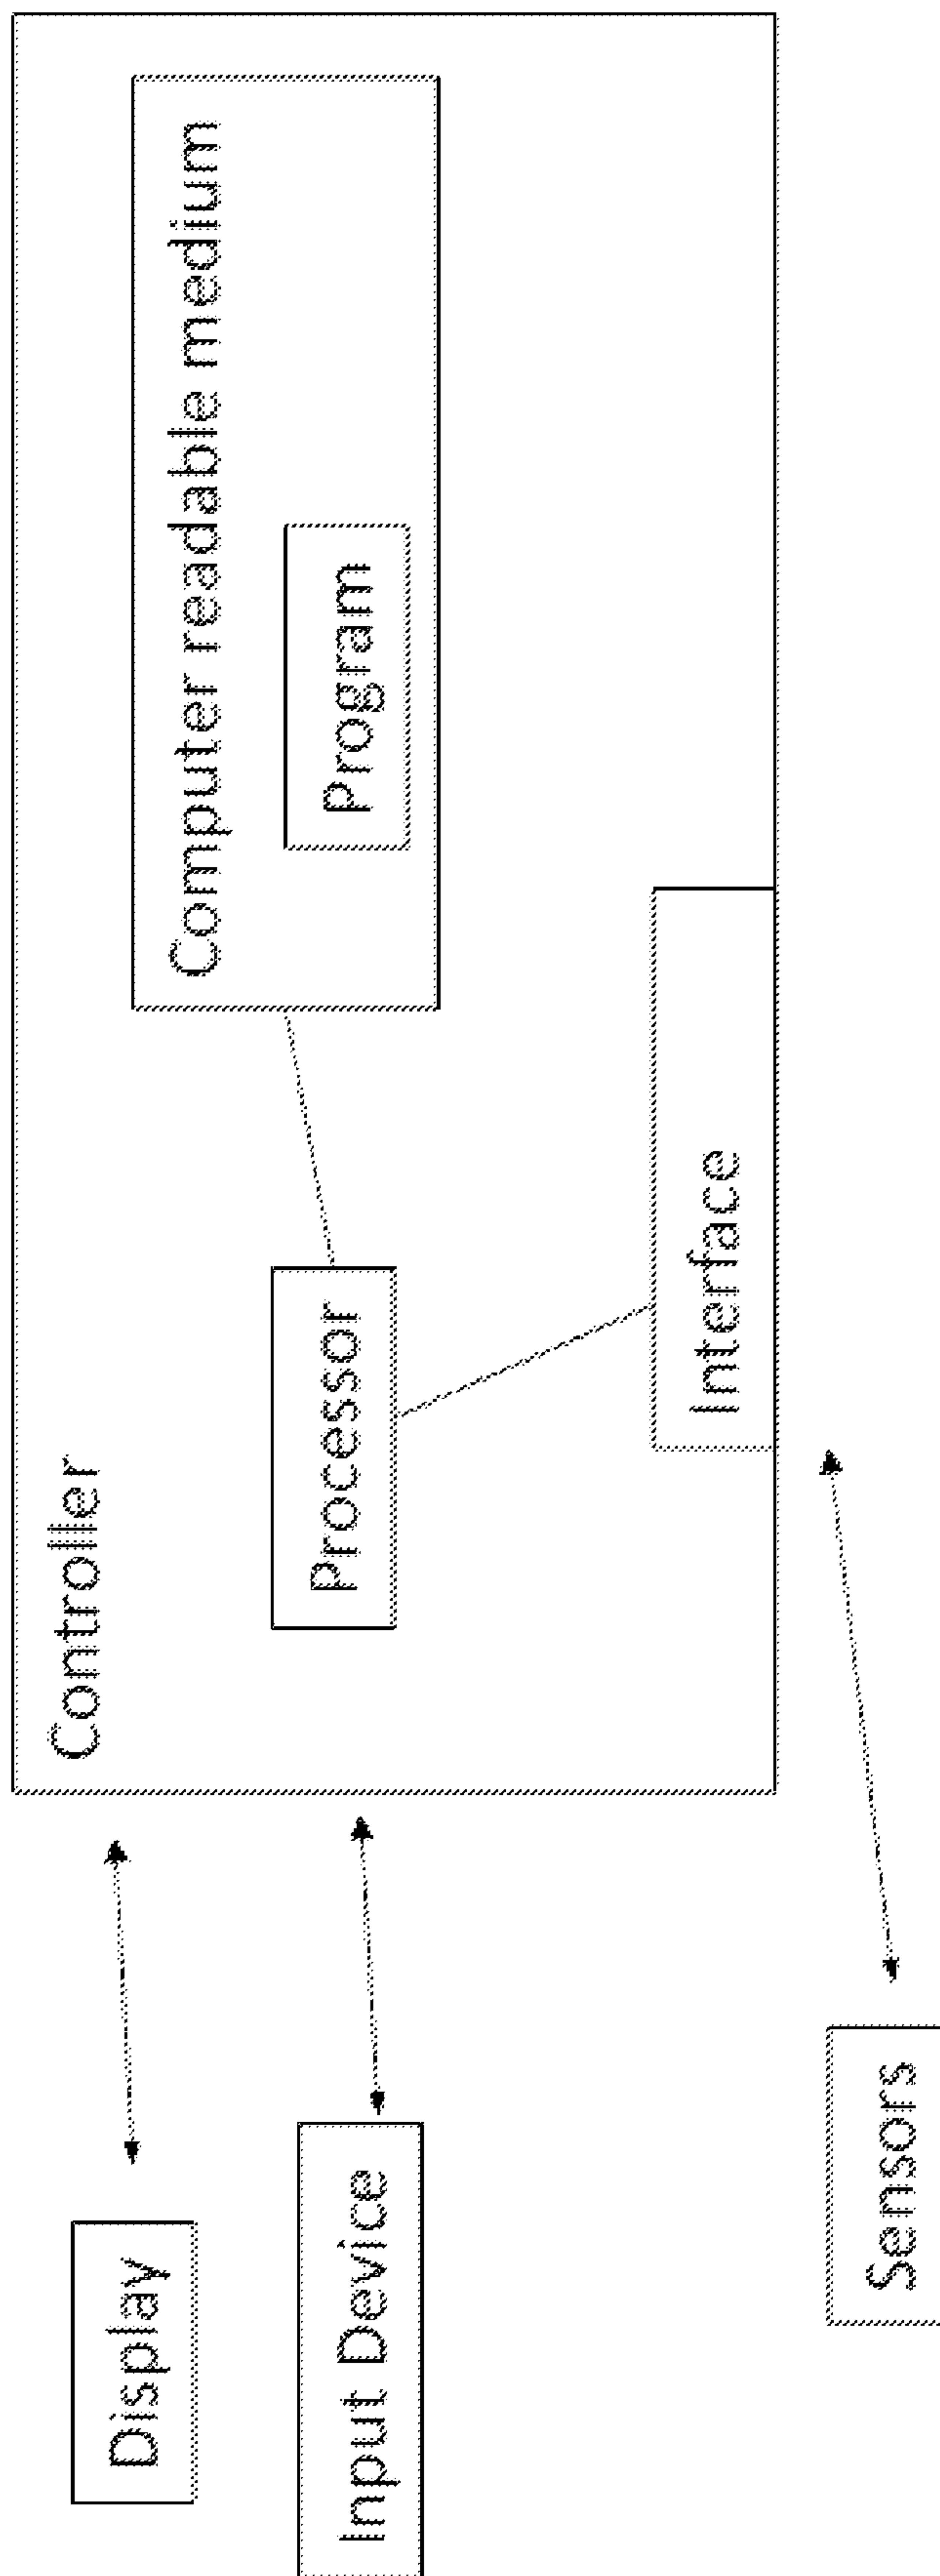 Controller
Computer readable medium
Program
Processor
Interface
Display
Input Device
Sensors